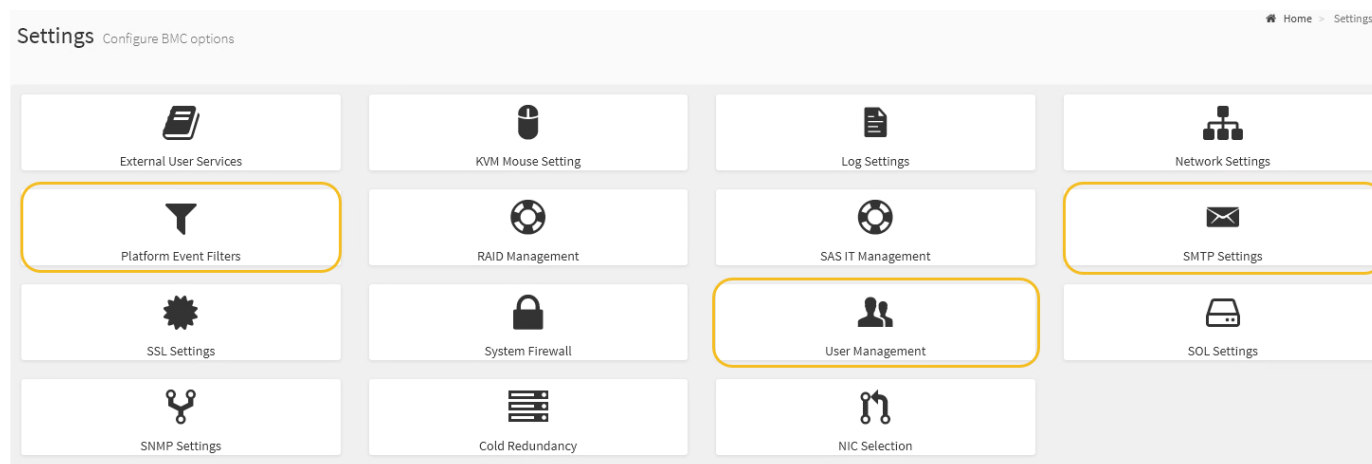 Home > Settings
Settings Configure BMC options
External User Services
KVM Mouse Setting
Log Settings
Network Settings
Platform Event Filters
RAID Management
SAS IT Management
SMTP Settings
SSL Settings
System Firewall
User Management
SOL Settings
SNMP Settings
Cold Redundancy
NIC Selection